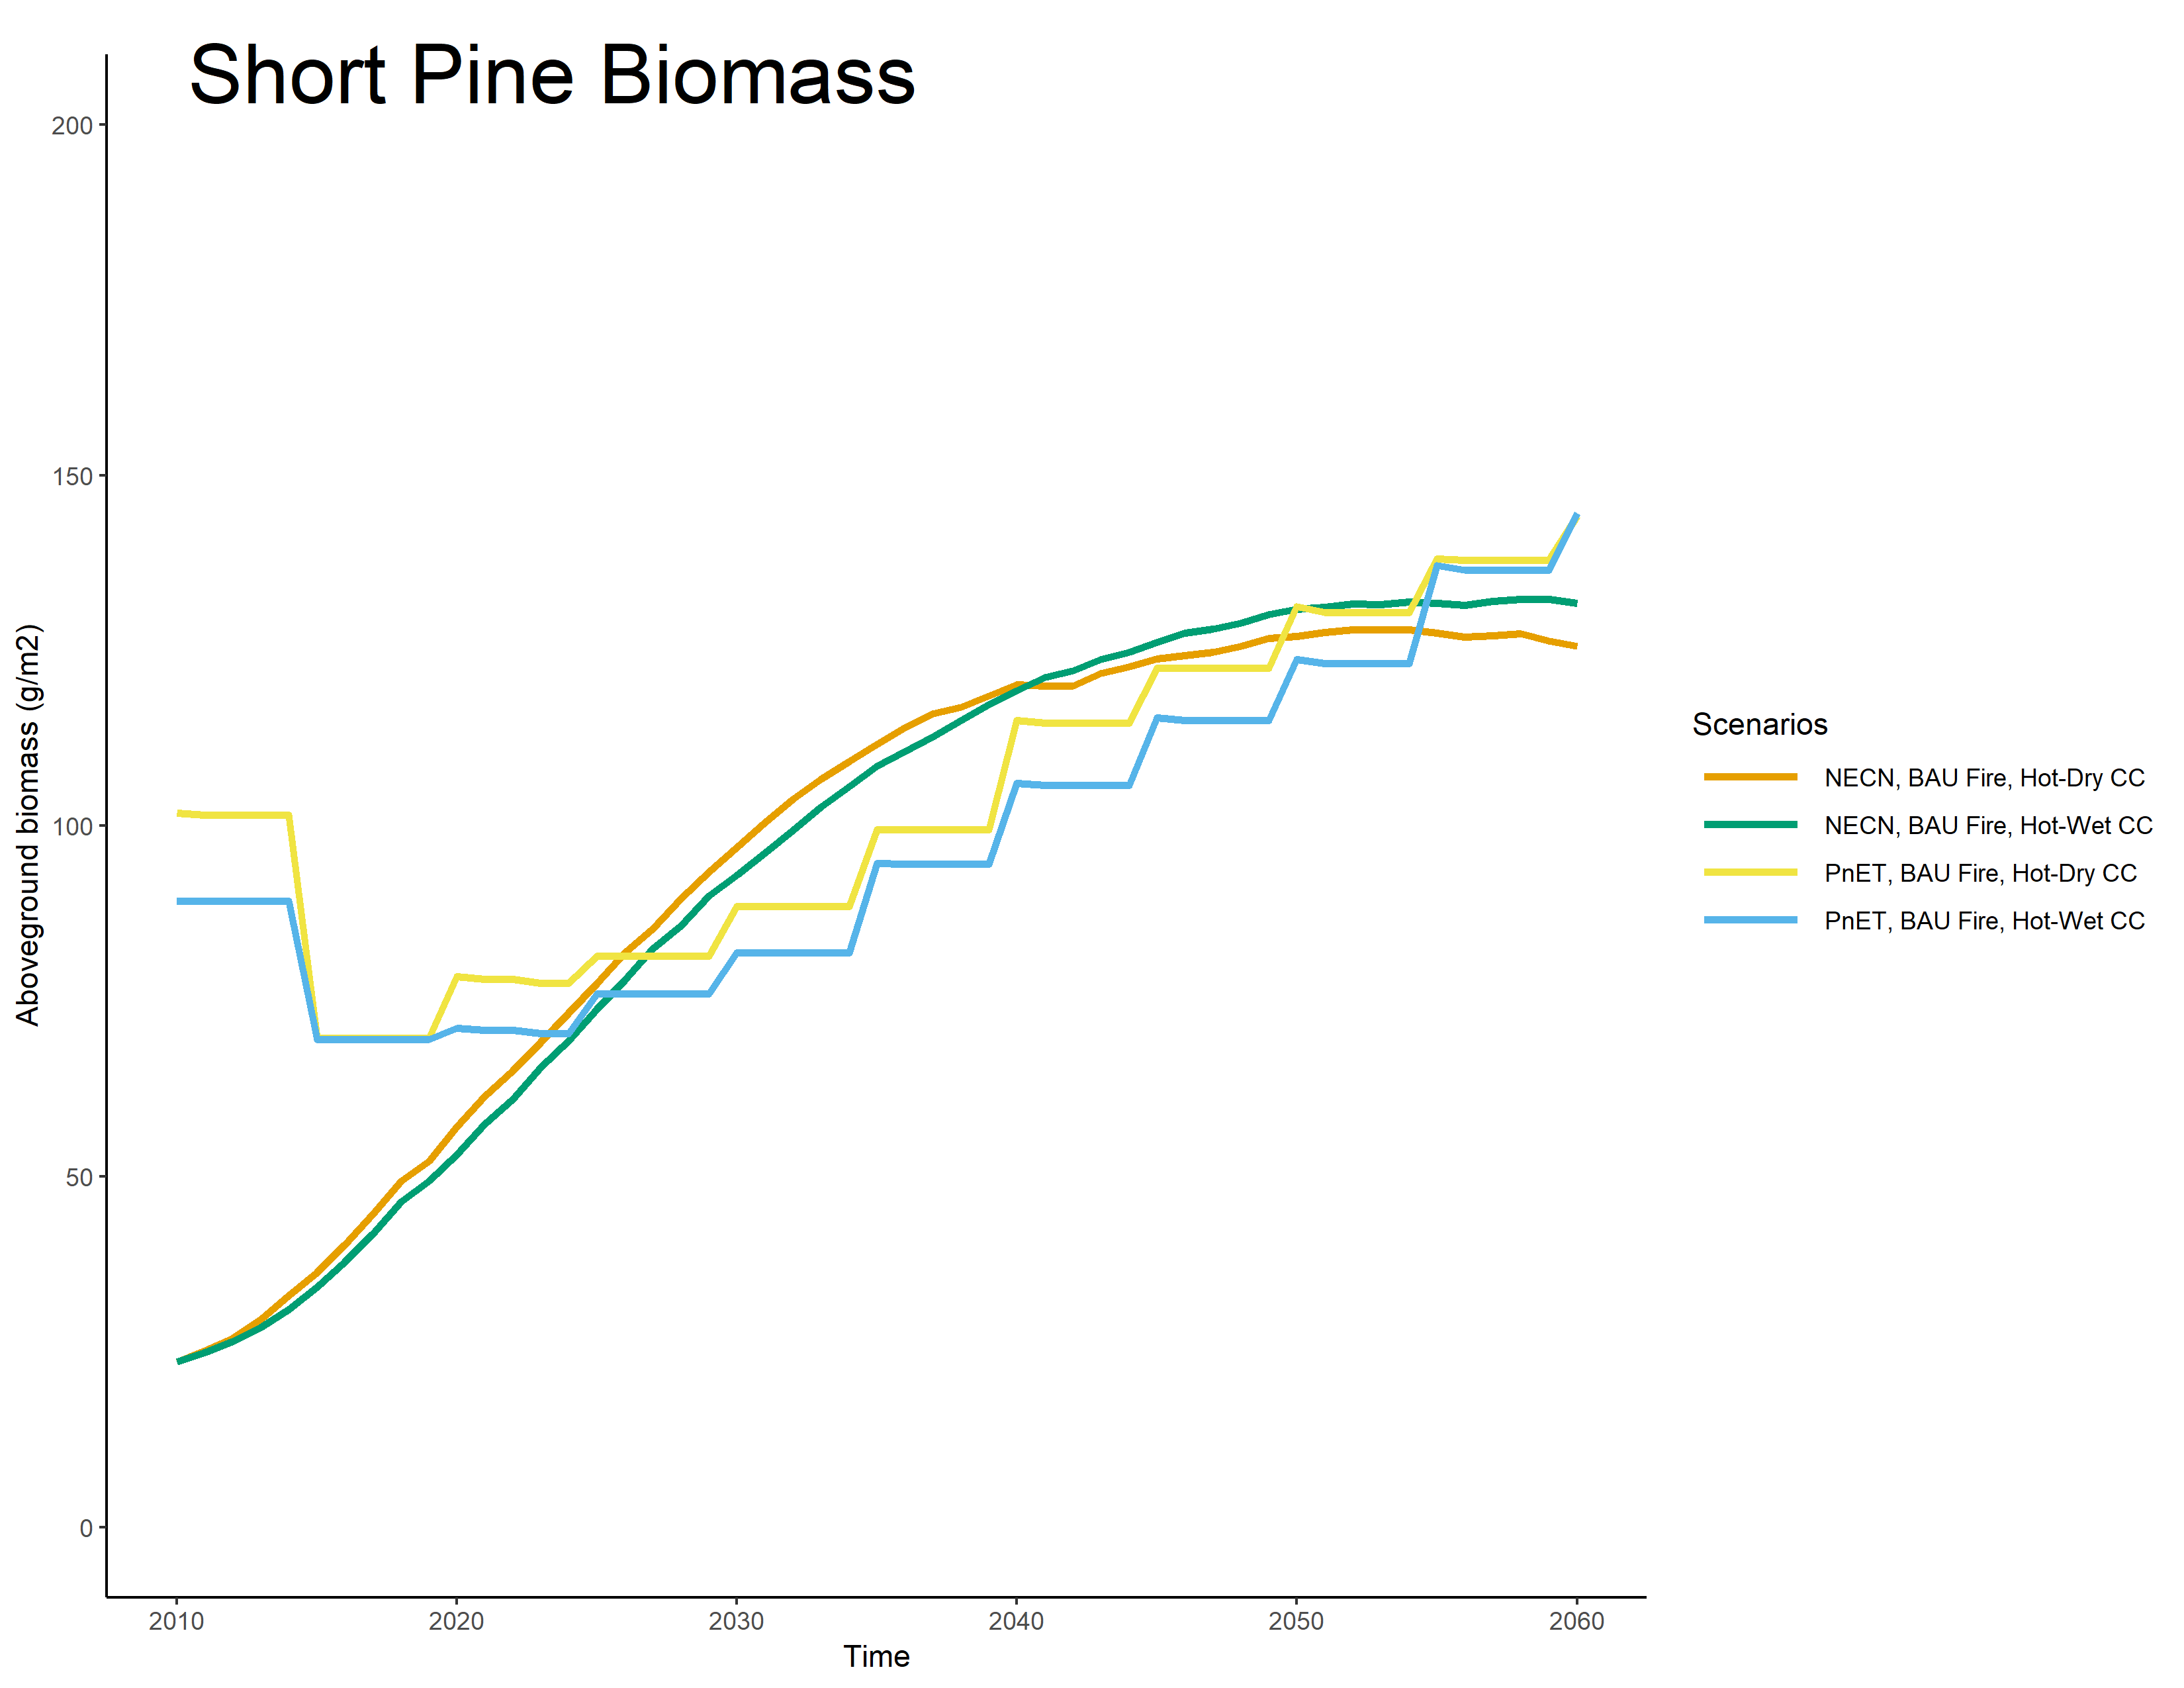 Short Pine Biomass
200
150
100
50
0
Aboveground biomass (g/m2)
2010 2020 2030 2040 2050 2060
Time
Scenarios
NECN, BAU Fire, Hot-Dry CC
NECN, BAU Fire, Hot-Wet CC
PnET, BAU Fire, Hot-Dry CC
PnET, BAU Fire, Hot-Wet CC